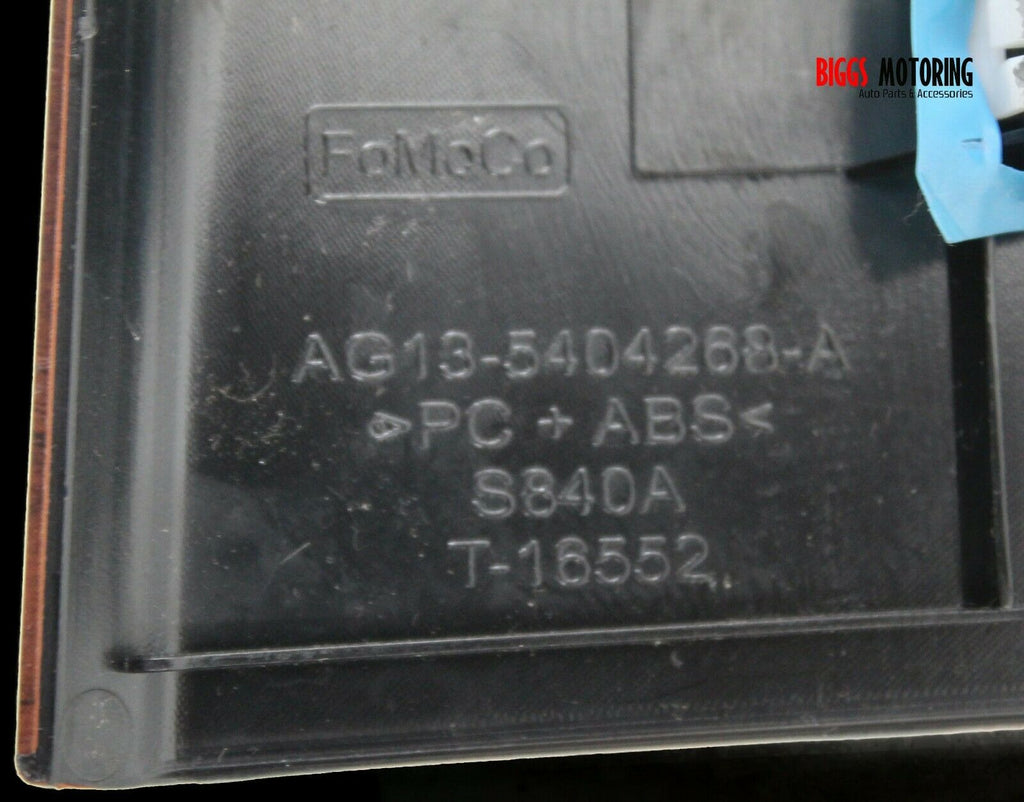 BIGGS MOTORING
Auto Parts & Accessories
FoMoCo
AG13-5404268-A
>PC + ABS<
S840A
T-16552